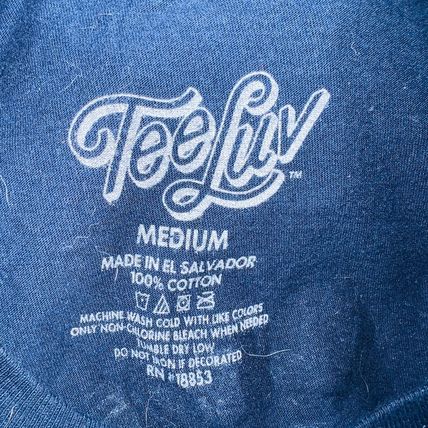 TeeLuv™
MEDIUM
MADE IN EL SALVADOR
100% COTTON
MACHINE WASH COLD WITH LIKE COLORS
ONLY NON-CHLORINE BLEACH WHEN NEEDED
TUMBLE DRY LOW
DO NOT IRON IF DECORATED
RN #18853